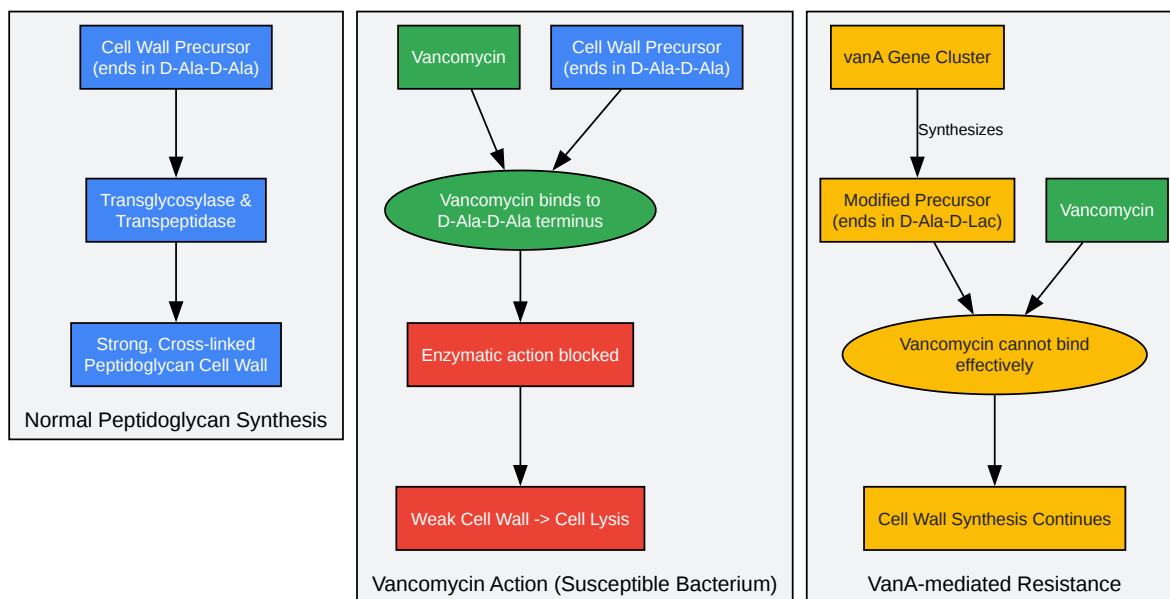 Cell Wall Precursor
(ends in D-Ala-D-Ala)
Transglycosylase &
Transpeptidase
Strong, Cross-linked
Peptidoglycan Cell Wall
Normal Peptidoglycan Synthesis
Vancomycin
Cell Wall Precursor
(ends in D-Ala-D-Ala)
Vancomycin binds to
D-Ala-D-Ala terminus
Enzymatic action blocked
Weak Cell Wall -> Cell Lysis
Vancomycin Action (Susceptible Bacterium)
vanA Gene Cluster
Synthesizes
Modified Precursor
(ends in D-Ala-D-Lac)
Vancomycin
Vancomycin cannot bind
effectively
Cell Wall Synthesis Continues
VanA-mediated Resistance